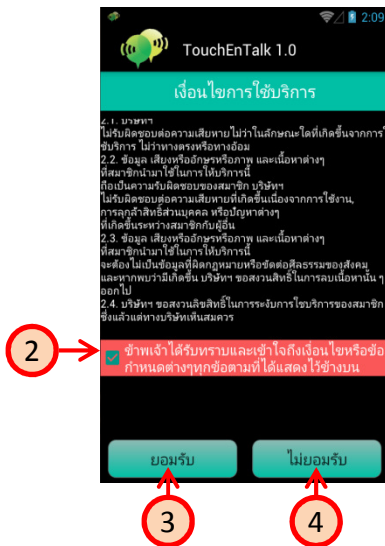 2:09
TouchEnTalk 1.0
เงื่อนไขการใช้บริการ
2.1. บริษัทฯ
ไม่รับผิดชอบต่อความเสียหายไม่ว่าในลักษณะใดที่เกิดขึ้นจากการใ
ช้บริการ ไม่ว่าทางตรงหรือทางอ้อม
2.2. ข้อมูล เสียงหรืออักษรหรือภาพ และเนื้อหาต่างๆ
ที่สมาชิกนำมาใช้ในการให้บริการนี้
ถือเป็นความรับผิดชอบของสมาชิก บริษัทฯ
ไม่รับผิดชอบต่อความเสียหายที่เกิดขึ้นเนื่องจากการใช้งาน,
การลุกล้ำสิทธิ์ส่วนบุคคล หรือปัญหาต่างๆ
ที่เกิดขึ้นระหว่างสมาชิกกับผู้อื่น
2.3. ข้อมูล เสียงหรืออักษรหรือภาพ และเนื้อหาต่างๆ
ที่สมาชิกนำมาใช้ในการให้บริการนี้
จะต้องไม่เป็นข้อมูลที่ผิดกฎหมายหรือขัดต่อศีลธรรมของสังคม
และหากพบว่ามีเกิดขึ้น บริษัทฯ ขอสงวนสิทธิ์ในการลบเนื้อหานั้น ๆ
ออกไป
2.4. บริษัทฯ ขอสงวนลิขสิทธิ์ในการระงับการใชบริการของสมาชิก
ซึ่งแล้วแต่ทางบริษัทเห็นสมควร
2
ข้าพเจ้าได้รับทราบและเข้าใจถึงเงื่อนไขหรือข้อ
กำหนดต่างๆทุกข้อตามที่ได้แสดงไว้ข้างบน
ยอมรับ
ไม่ยอมรับ
3
4